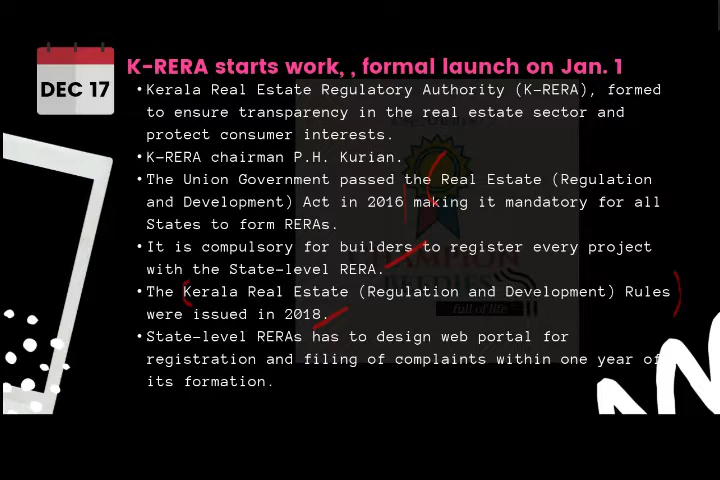 DEC 17
K-RERA starts work, , formal launch on Jan. 1
•Kerala Real Estate Regulatory Authority (K-RERA), formed
to ensure transparency in the real estate sector and
protect consumer interests.
•K-RERA chairman P.H. Kurian.
•The Union Government passed the Real Estate (Regulation
and Development) Act in 2016 making it mandatory for all
States to form RERAs.
•It is compulsory for builders to register every project
with the State-level RERA.
•The Kerala Real Estate (Regulation and Development) Rules
were issued in 2018.
•State-level RERAs has to design web portal for
registration and filing of complaints within one year of
its formation.
full of life